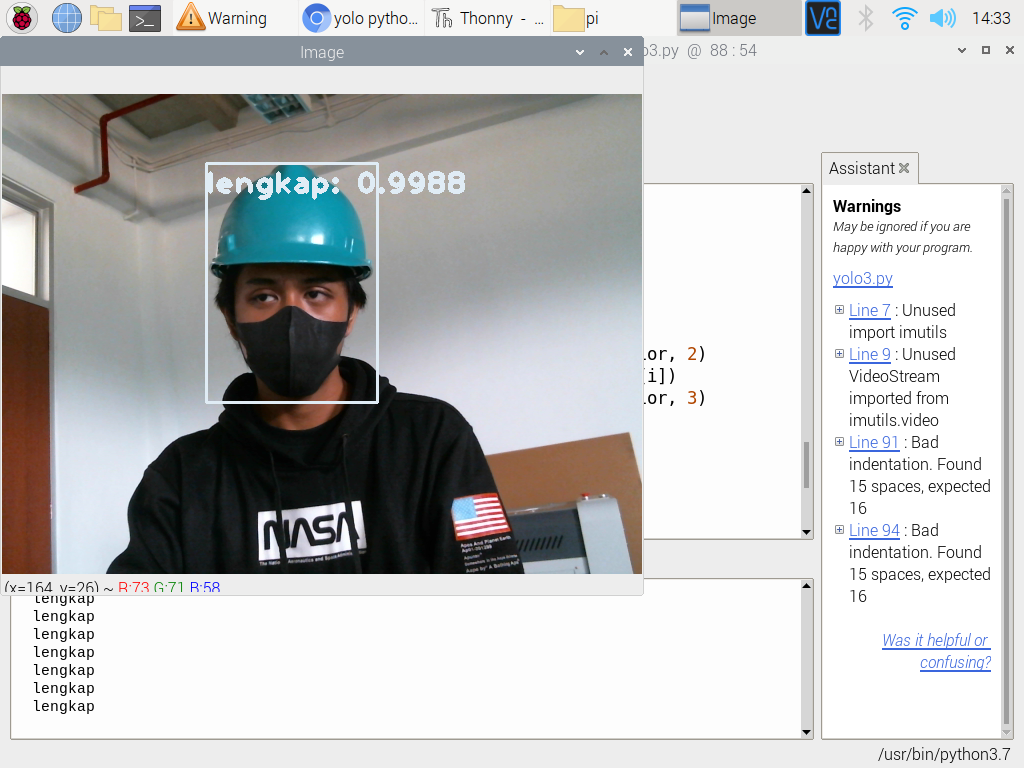 Warning
yolo pytho...
Thonny - ...
pi
Image
14:33
Image
o3.py @ 88 : 54
lengkap: 0.9988
NASA
Assistant
Warnings
May be ignored if you are
happy with your program.
yolo3.py
Line 7 : Unused
import imutils
Line 9 : Unused
VideoStream
imported from
imutils.video
Line 91 : Bad
indentation. Found
15 spaces, expected
16
Line 94 : Bad
indentation. Found
15 spaces, expected
16
Was it helpful or
confusing?
lor, 2)
[i])
lor, 3)
(x=164, y=26) ~ R:73 G:71 B:58
lengkap
lengkap
lengkap
lengkap
lengkap
lengkap
lengkap
/usr/bin/python3.7